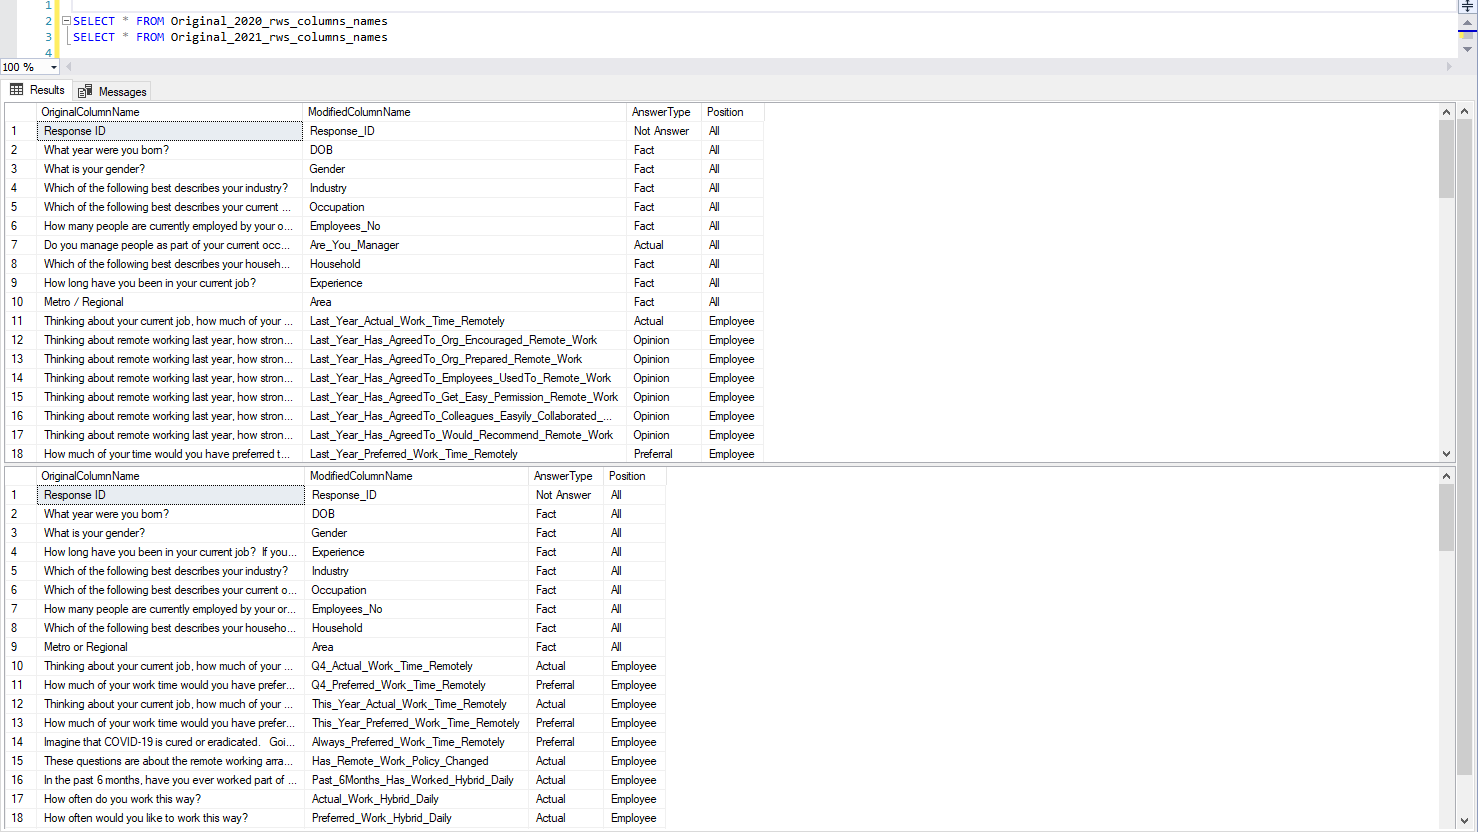 1
2 SELECT * FROM Original_2020_rws_columns_names
3 SELECT * FROM Original_2021_rws_columns_names
4
100 %
Results Messages
OriginalColumnName ModifiedColumnName AnswerType Position
1 Response ID Response_ID Not Answer All
2 What year were you born? DOB Fact All
3 What is your gender? Gender Fact All
4 Which of the following best describes your industry? Industry Fact All
5 Which of the following best describes your current ... Occupation Fact All
6 How many people are currently employed by your o... Employees_No Fact All
7 Do you manage people as part of your current occ... Are_You_Manager Actual All
8 Which of the following best describes your househ... Household Fact All
9 How long have you been in your current job? Experience Fact All
10 Metro / Regional Area Fact All
11 Thinking about your current job, how much of your ... Last_Year_Actual_Work_Time_Remotely Actual Employee
12 Thinking about remote working last year, how stron... Last_Year_Has_AgreedTo_Org_Encouraged_Remote_Work Opinion Employee
13 Thinking about remote working last year, how stron... Last_Year_Has_AgreedTo_Org_Prepared_Remote_Work Opinion Employee
14 Thinking about remote working last year, how stron... Last_Year_Has_AgreedTo_Employees_UsedTo_Remote_Work Opinion Employee
15 Thinking about remote working last year, how stron... Last_Year_Has_AgreedTo_Get_Easy_Permission_Remote_Work Opinion Employee
16 Thinking about remote working last year, how stron... Last_Year_Has_AgreedTo_Colleagues_Easyily_Collaborated_... Opinion Employee
17 Thinking about remote working last year, how stron... Last_Year_Has_AgreedTo_Would_Recommend_Remote_Work Opinion Employee
18 How much of your time would you have preferred t... Last_Year_Preferred_Work_Time_Remotely Preferral Employee
OriginalColumnName ModifiedColumnName AnswerType Position
1 Response ID Response_ID Not Answer All
2 What year were you born? DOB Fact All
3 What is your gender? Gender Fact All
4 How long have you been in your current job? If you... Experience Fact All
5 Which of the following best describes your industry? Industry Fact All
6 Which of the following best describes your current o... Occupation Fact All
7 How many people are currently employed by your or... Employees_No Fact All
8 Which of the following best describes your househo... Household Fact All
9 Metro or Regional Area Fact All
10 Thinking about your current job, how much of your ... Q4_Actual_Work_Time_Remotely Actual Employee
11 How much of your work time would you have prefer... Q4_Preferred_Work_Time_Remotely Preferral Employee
12 Thinking about your current job, how much of your ... This_Year_Actual_Work_Time_Remotely Actual Employee
13 How much of your work time would you have prefer... This_Year_Preferred_Work_Time_Remotely Preferral Employee
14 Imagine that COVID-19 is cured or eradicated. Goi... Always_Preferred_Work_Time_Remotely Preferral Employee
15 These questions are about the remote working arra... Has_Remote_Work_Policy_Changed Actual Employee
16 In the past 6 months, have you ever worked part of ... Past_6Months_Has_Worked_Hybrid_Daily Actual Employee
17 How often do you work this way? Actual_Work_Hybrid_Daily Actual Employee
18 How often would you like to work this way? Preferred_Work_Hybrid_Daily Actual Employee